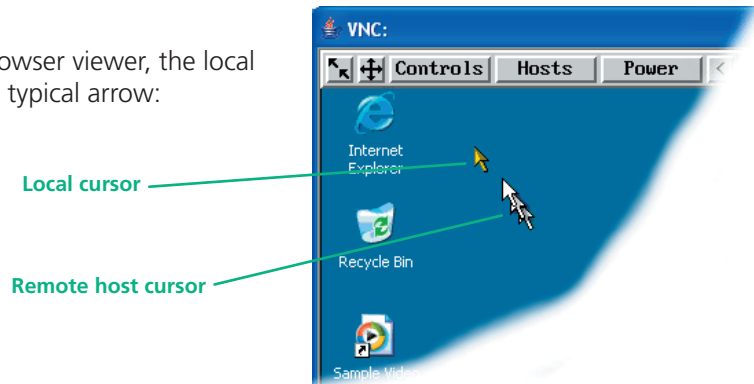 owser viewer, the local
typical arrow:
Local cursor
Remote host cursor
VNC:
Controls Hosts Power <
Internet
Explorer
Recycle Bin
Sample Video